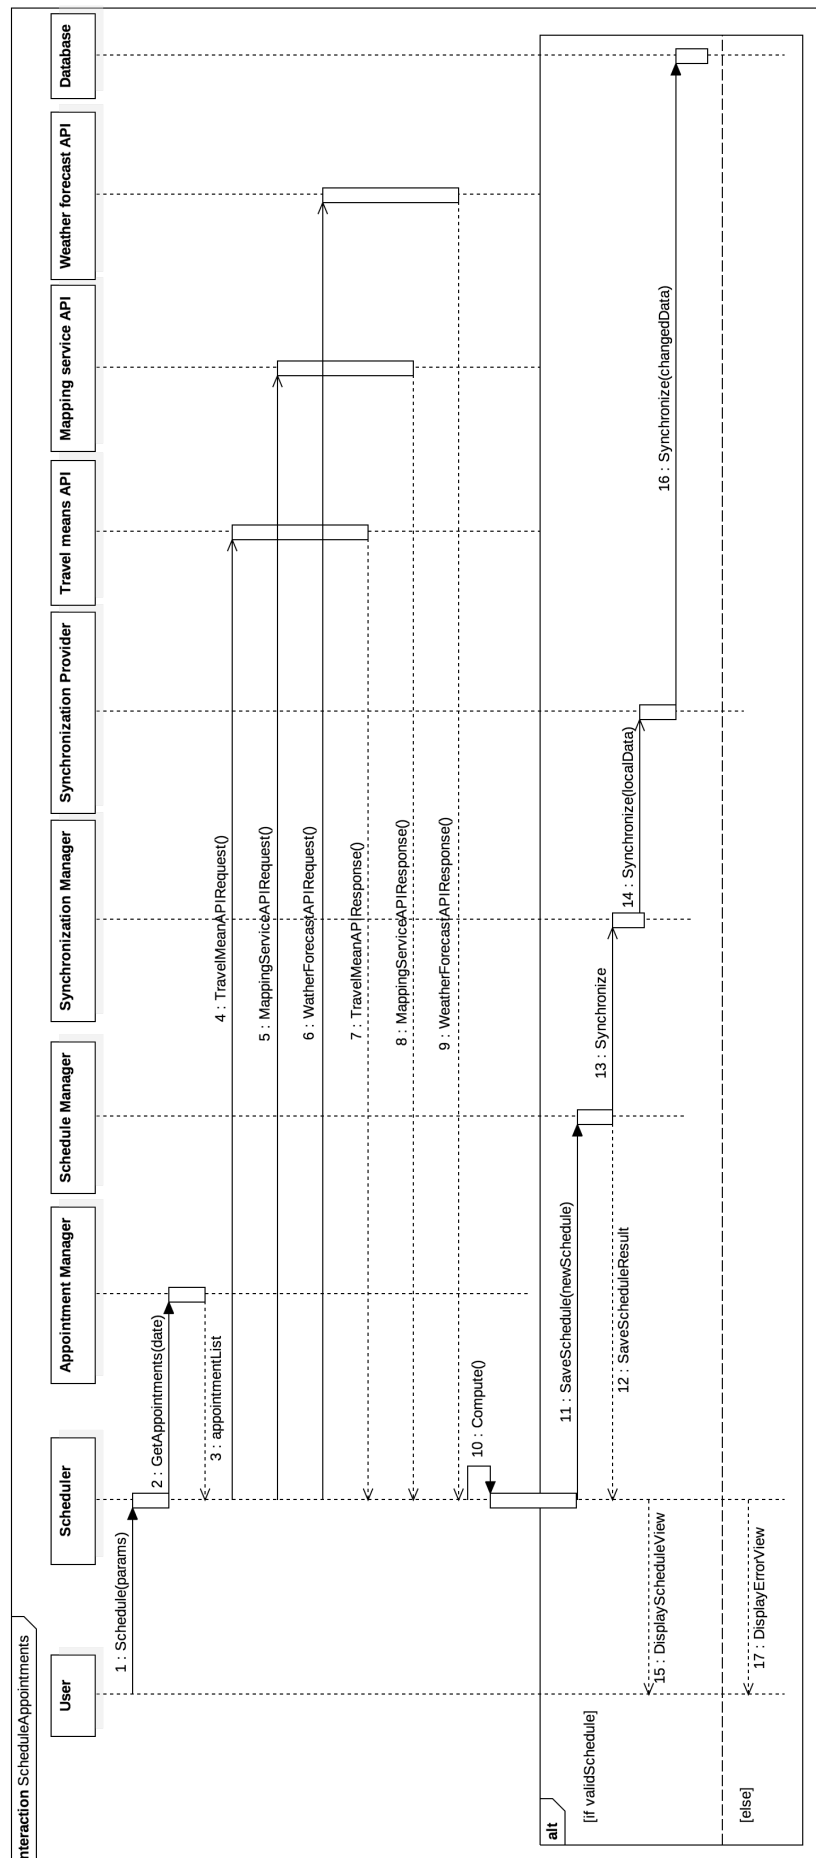 nteraction ScheduleAppointments
User
Scheduler
Appointment Manager
Schedule Manager
Synchronization Manager
Synchronization Provider
Travel means API
Mapping service API
Weather forecast API
Database
1 : Schedule(params)
2 : GetAppointments(date)
3 : appointmentList
4 : TravelMeanAPIRequest()
5 : MappingServiceAPIRequest()
6 : WatherForecastAPIRequest()
7 : TravelMeanAPIResponse()
8 : MappingServiceAPIResponse()
9 : WeatherForecastAPIResponse()
10 : Compute()
alt
[if validSchedule]
11 : SaveSchedule(newSchedule)
12 : SaveScheduleResult
13 : Synchronize
14 : Synchronize(localData)
15 : DisplayScheduleView
16 : Synchronize(changedData)
[else]
17 : DisplayErrorView